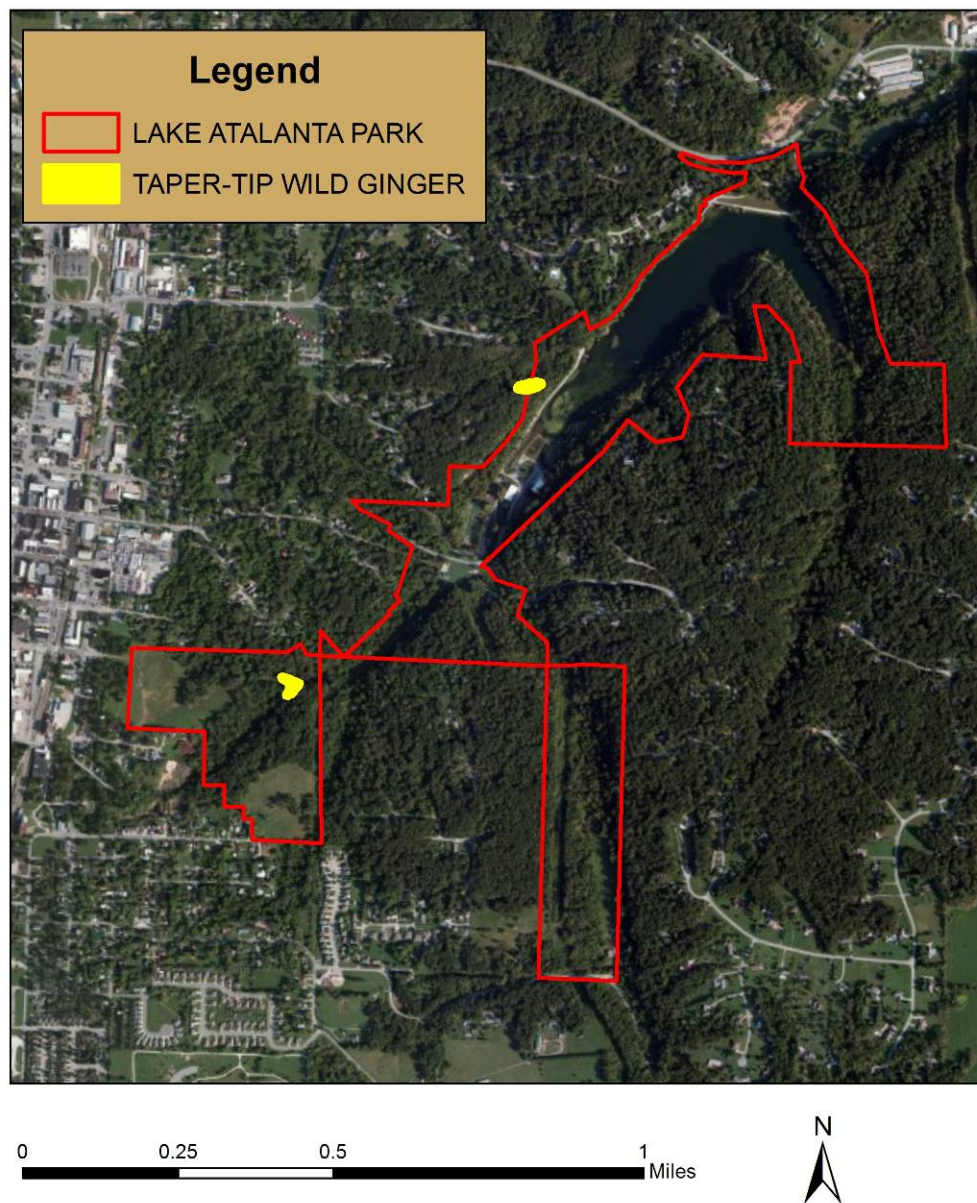 Legend
LAKE ATALANTA PARK
TAPER-TIP WILD GINGER
0 0.25 0.5 1
Miles
N